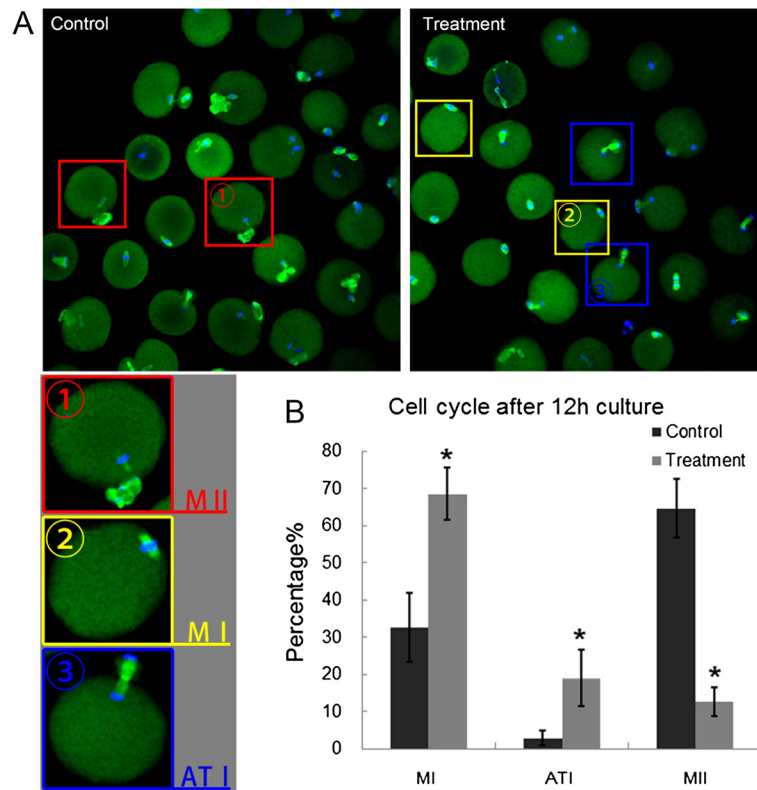 A
Control
Treatment
1
2
3
1
M II
2
M I
3
AT I
B
Cell cycle after 12h culture
Control
Treatment
Percentage%
80
70
60
50
40
30
20
10
0
*
*
*
MI
ATI
MII